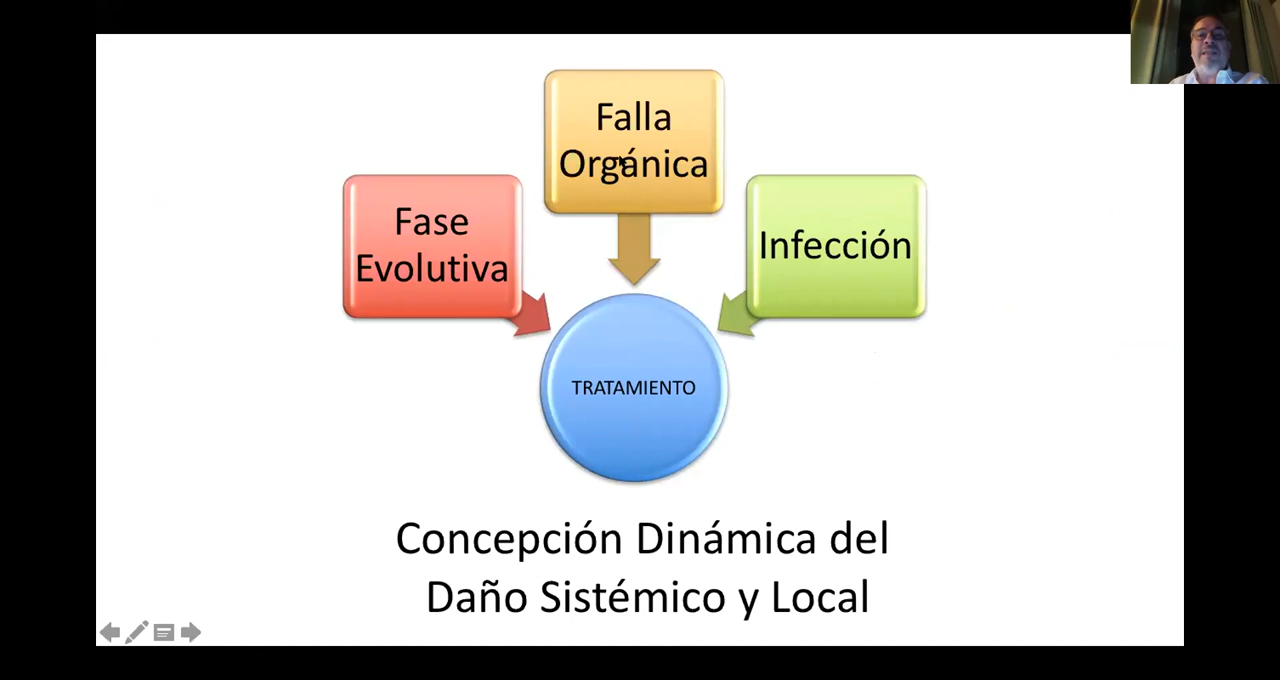 Falla
Orgánica
Fase
Evolutiva
Infección
TRATAMIENTO
Concepción Dinámica del
Daño Sistémico y Local